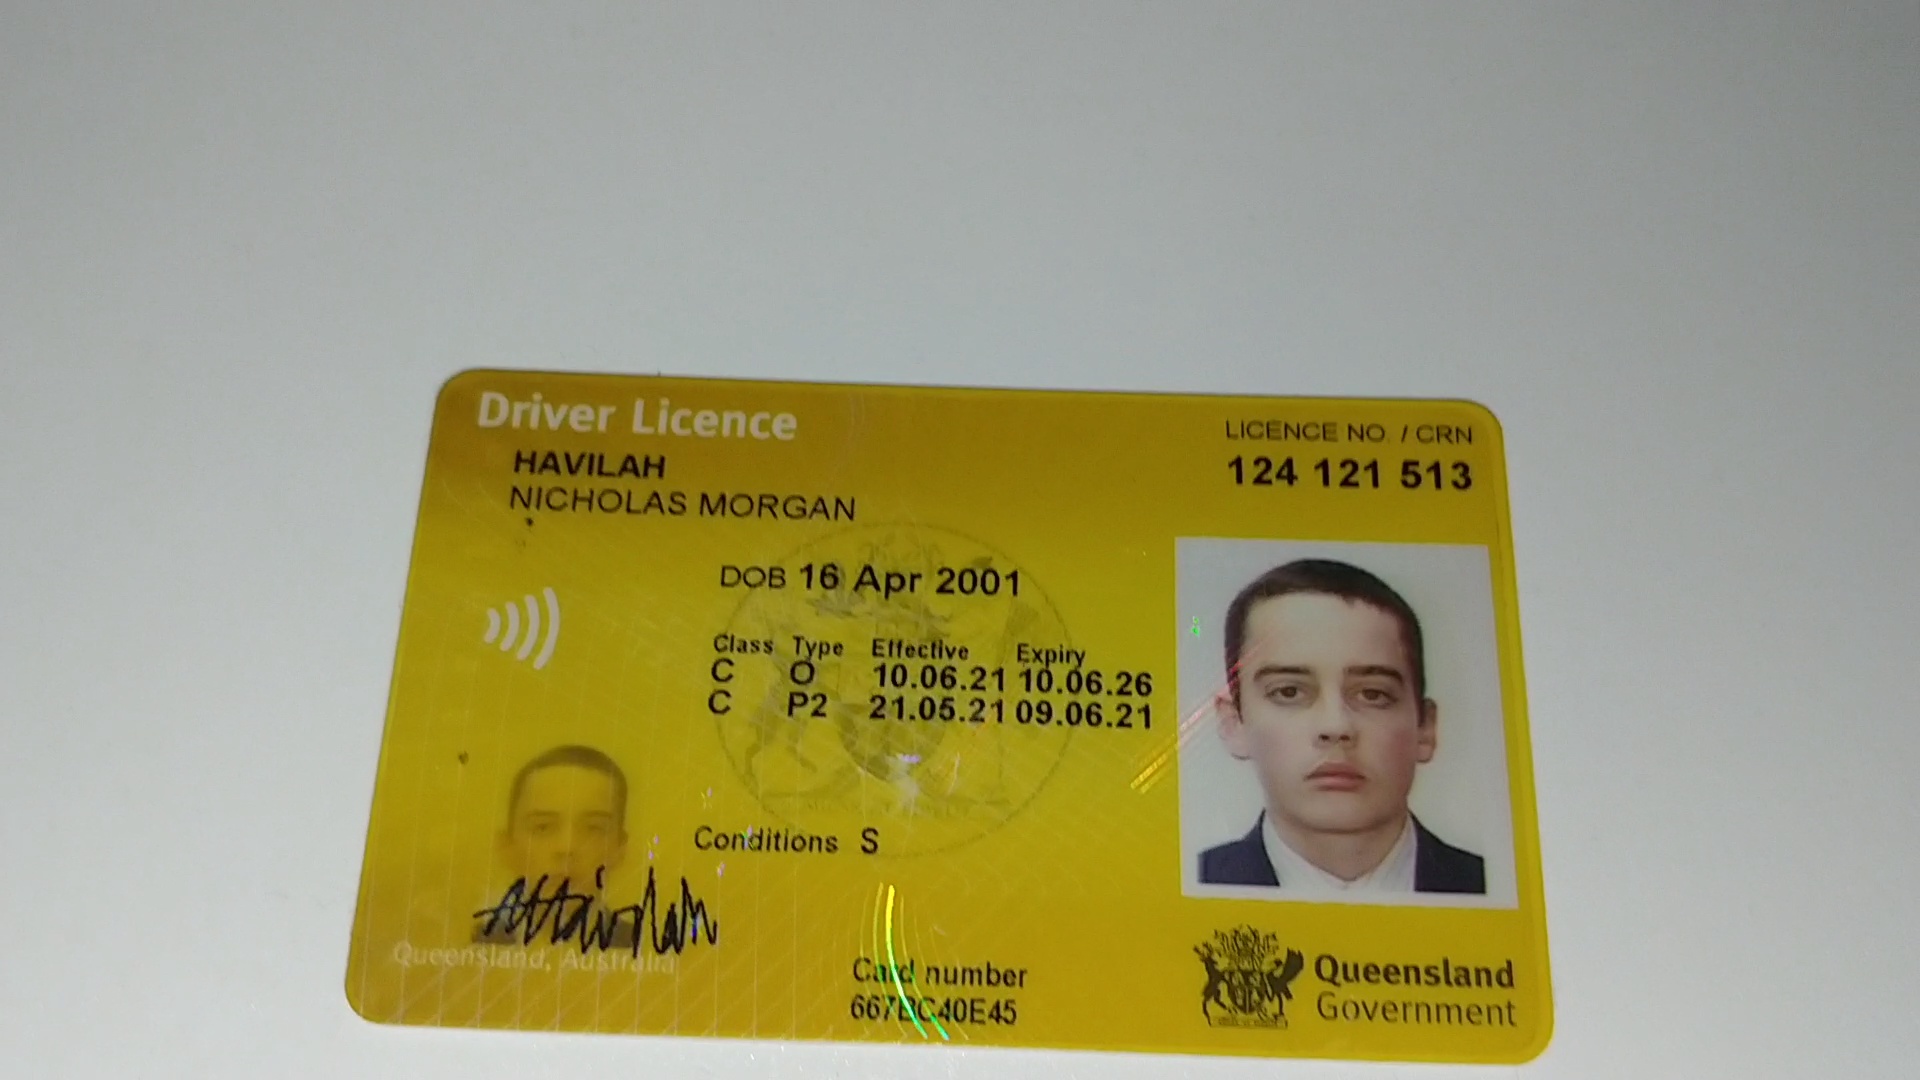 Driver Licence
LICENCE NO. / CRN
HAVILAH
124 121 513
NICHOLAS MORGAN
DOB 16 Apr 2001
Class Type Effective Expiry
C O 10.06.21 10.06.26
C P2 21.05.21 09.06.21
Conditions S
Queensland, Australia
Card number
667BC40E45
Queensland
Government